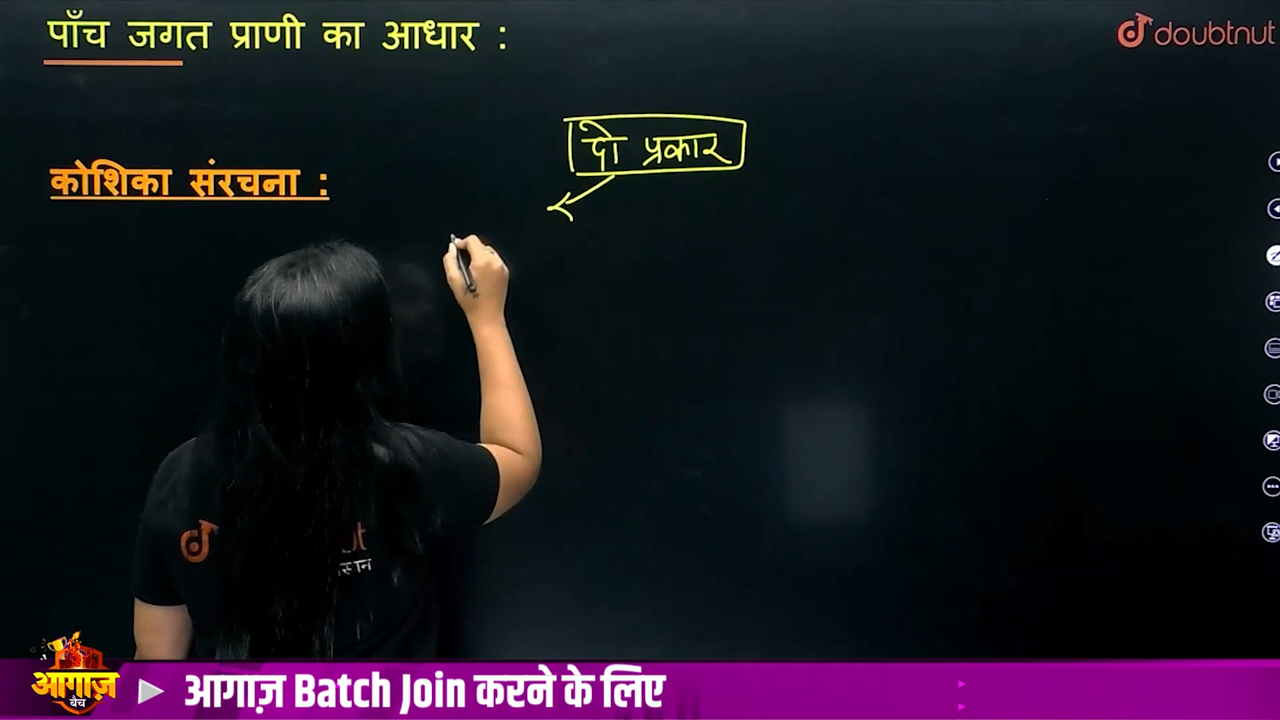 पाँच जगत प्राणी का आधार :
doubtnut
दो प्रकार
कोशिका संरचना :
आगाज़
बैच
आगाज़ Batch Join करने के लिए